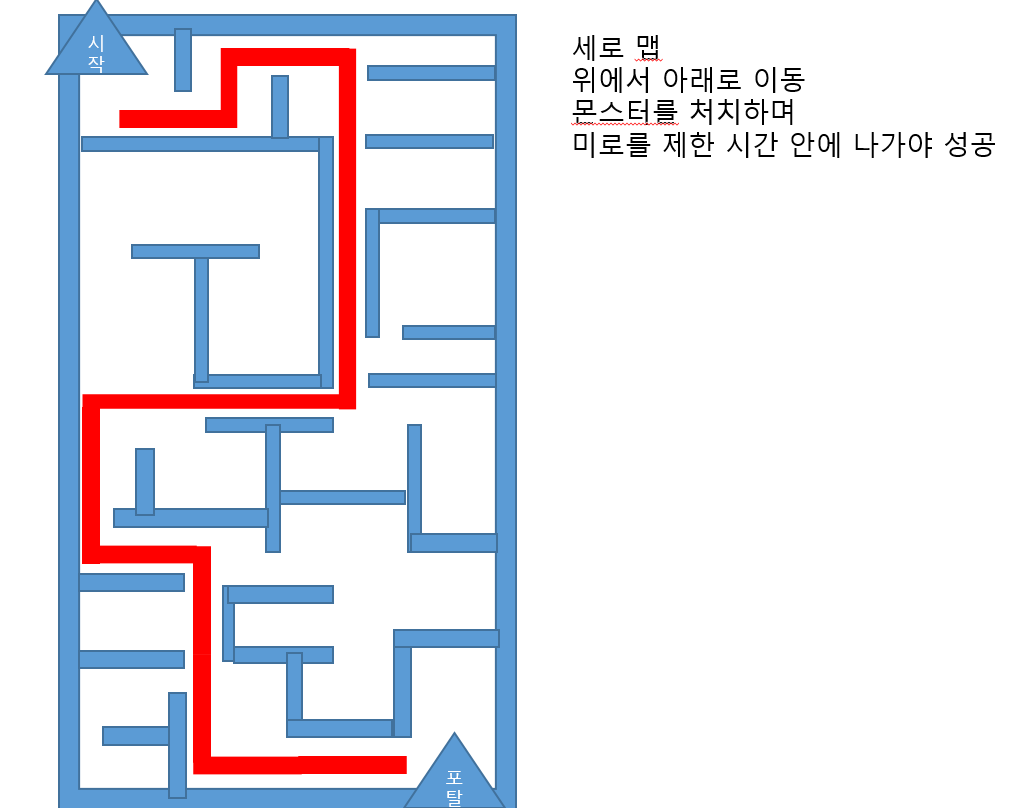 시
작
세로 맵
위에서 아래로 이동
몬스터를 처치하며
미로를 제한 시간 안에 나가야 성공
포
탈